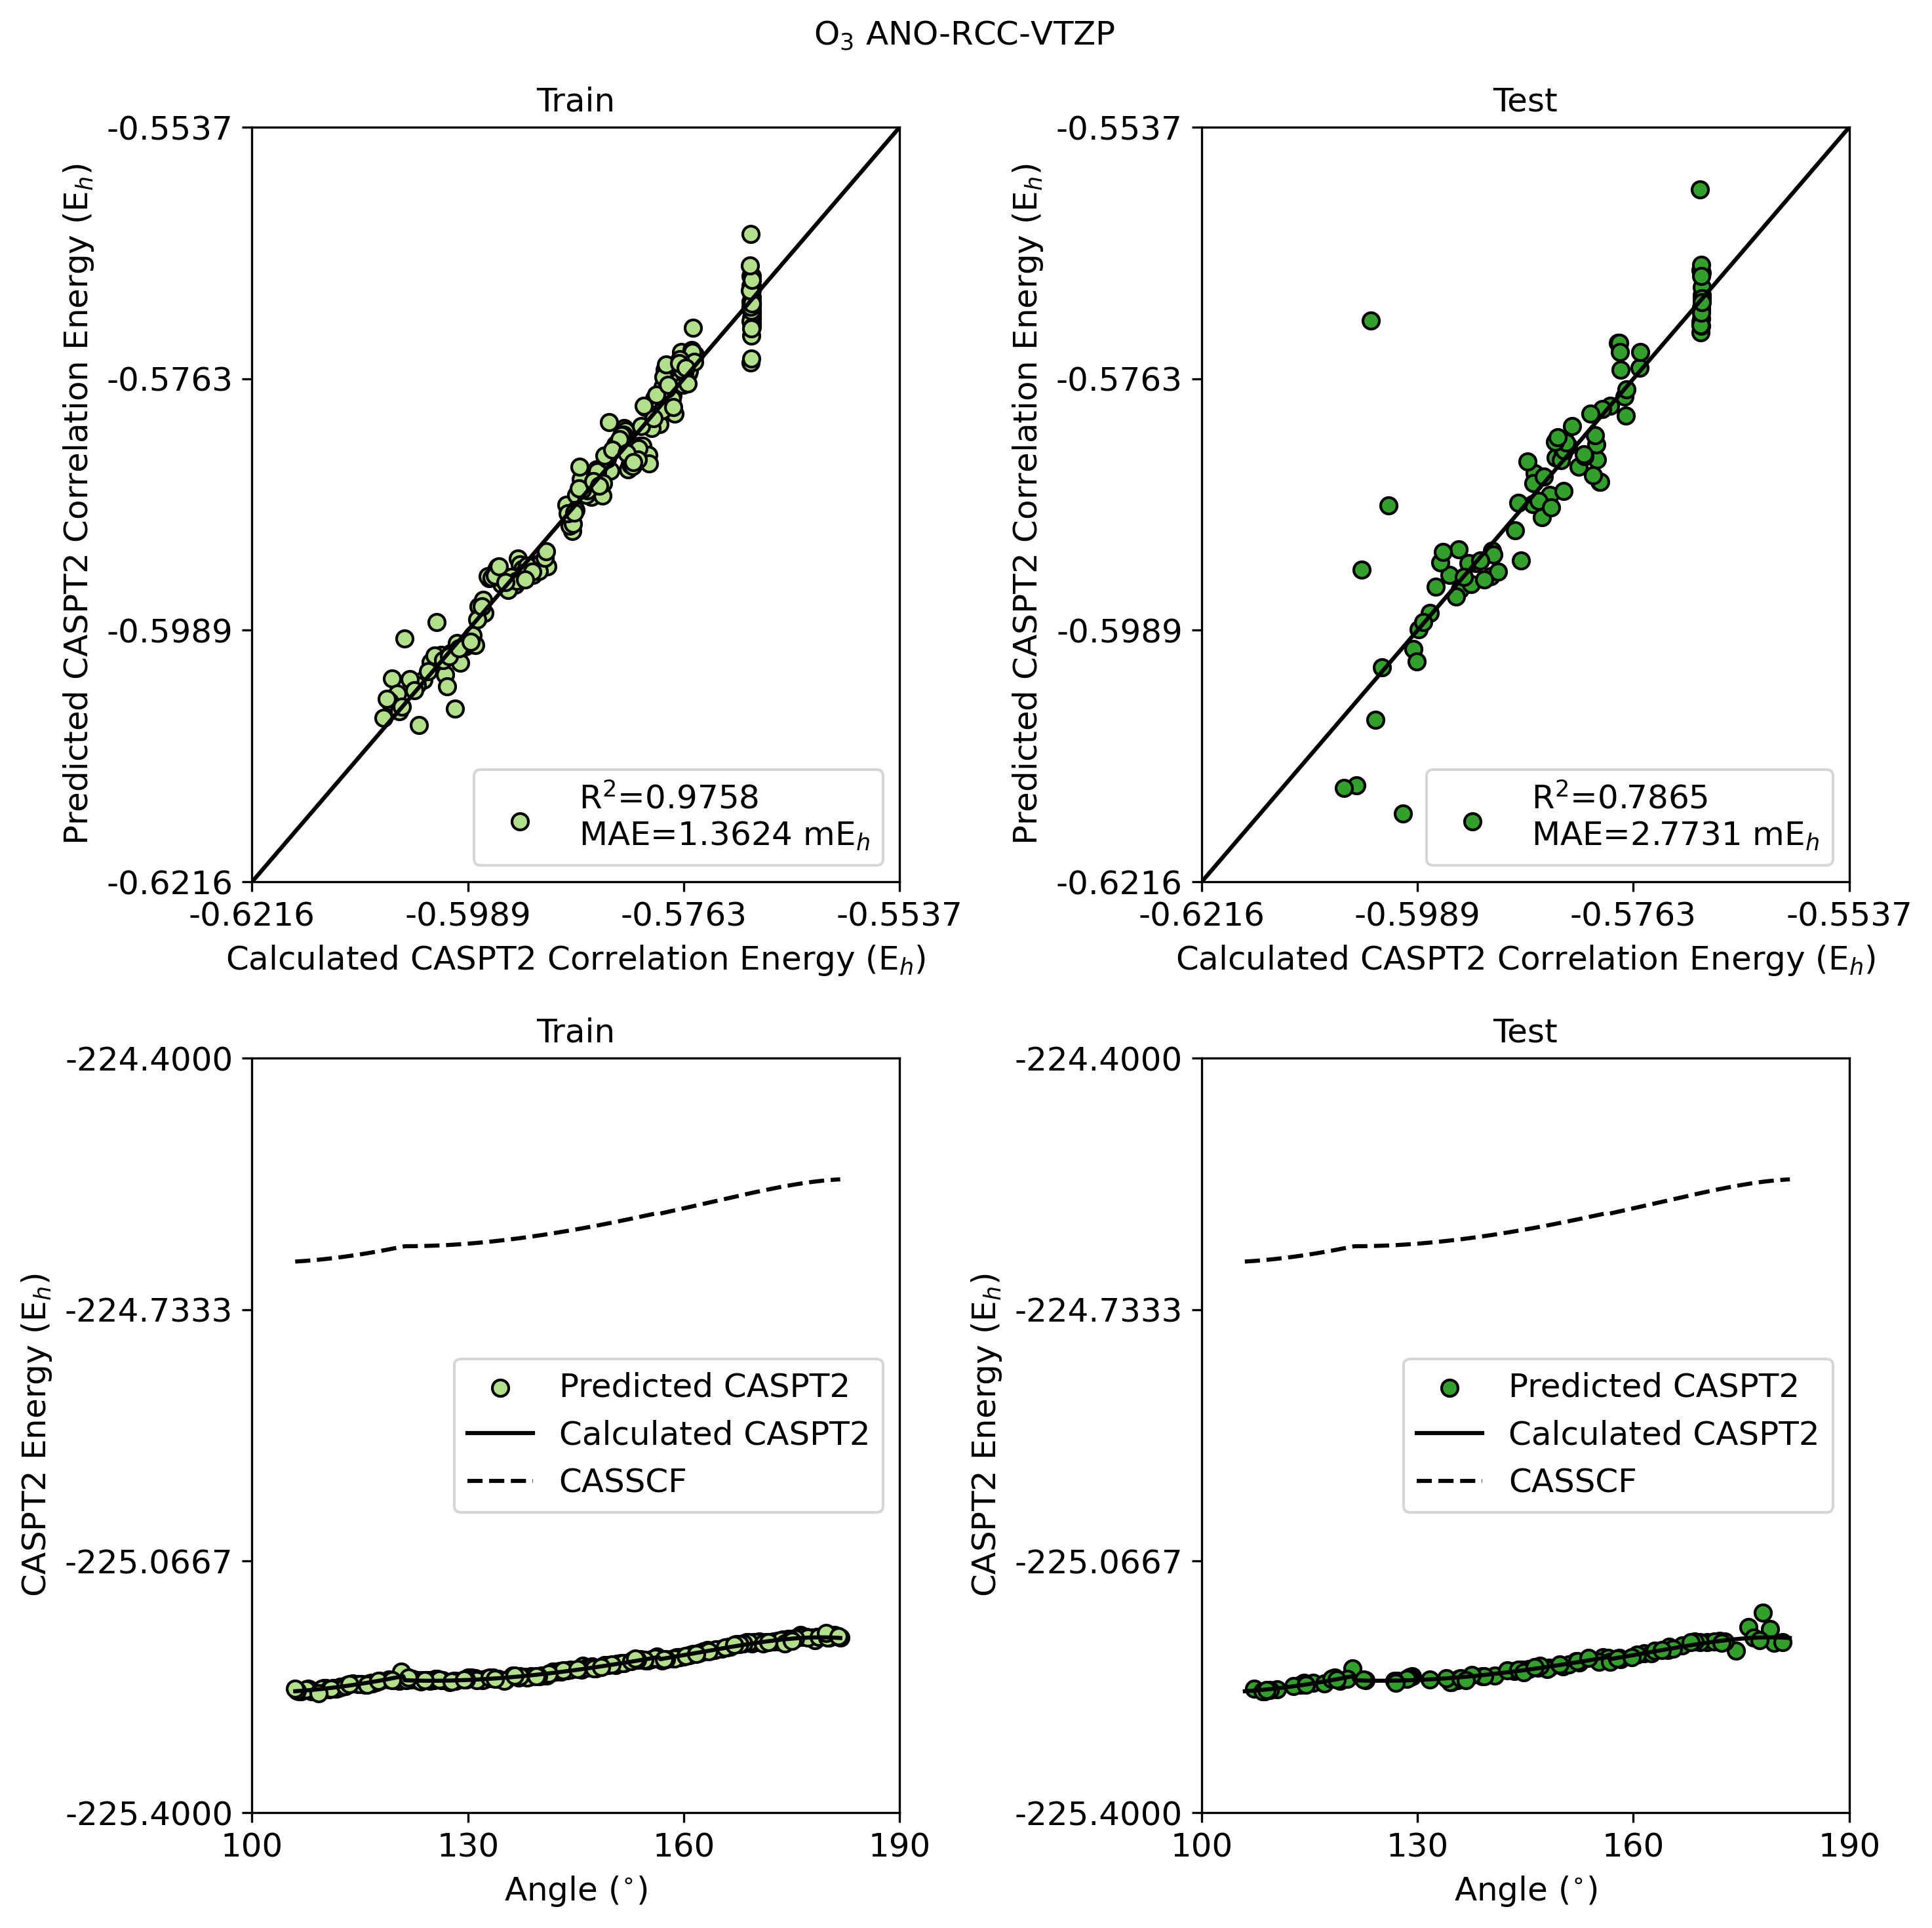 O₃ ANO-RCC-VTZP
Train
-0.5537
-0.5763
-0.5989
-0.6216
Predicted CASPT2 Correlation Energy (Eₕ)
R²=0.9758
MAE=1.3624 mEₕ
-0.6216 -0.5989 -0.5763 -0.5537
Calculated CASPT2 Correlation Energy (Eₕ)
Test
-0.5537
-0.5763
-0.5989
-0.6216
Predicted CASPT2 Correlation Energy (Eₕ)
R²=0.7865
MAE=2.7731 mEₕ
-0.6216 -0.5989 -0.5763 -0.5537
Calculated CASPT2 Correlation Energy (Eₕ)
Train
-224.4000
-224.7333
-225.0667
-225.4000
CASPT2 Energy (Eₕ)
Predicted CASPT2
Calculated CASPT2
CASSCF
100 130 160 190
Angle (°)
Test
-224.4000
-224.7333
-225.0667
-225.4000
CASPT2 Energy (Eₕ)
Predicted CASPT2
Calculated CASPT2
CASSCF
100 130 160 190
Angle (°)